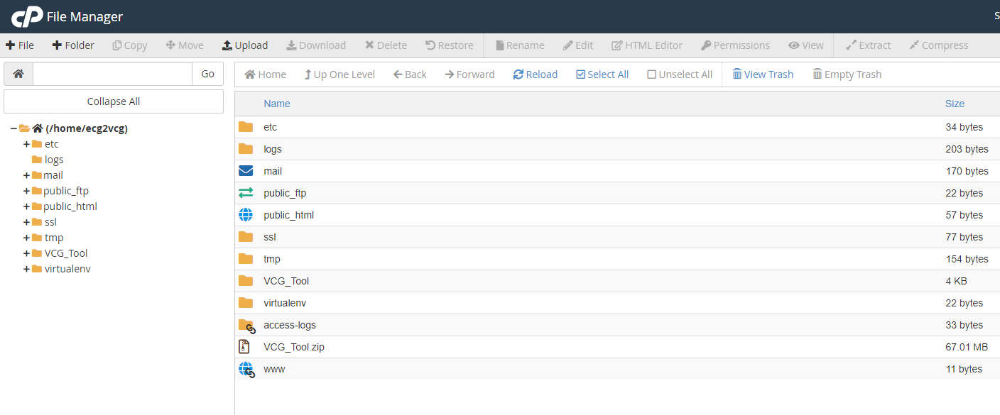 cP File Manager S
File Folder Copy Move Upload Download Delete Restore Rename Edit HTML Editor Permissions View Extract Compress
Go Home Up One Level Back Forward Reload Select All Unselect All View Trash Empty Trash
Collapse All
Name Size
(/home/ecg2vcg)
etc
logs
mail
public_ftp
public_html
ssl
tmp
VCG_Tool
virtualenv
etc 34 bytes
logs 203 bytes
mail 170 bytes
public_ftp 22 bytes
public_html 57 bytes
ssl 77 bytes
tmp 154 bytes
VCG_Tool 4 KB
virtualenv 22 bytes
access-logs 33 bytes
VCG_Tool.zip 67.01 MB
www 11 bytes